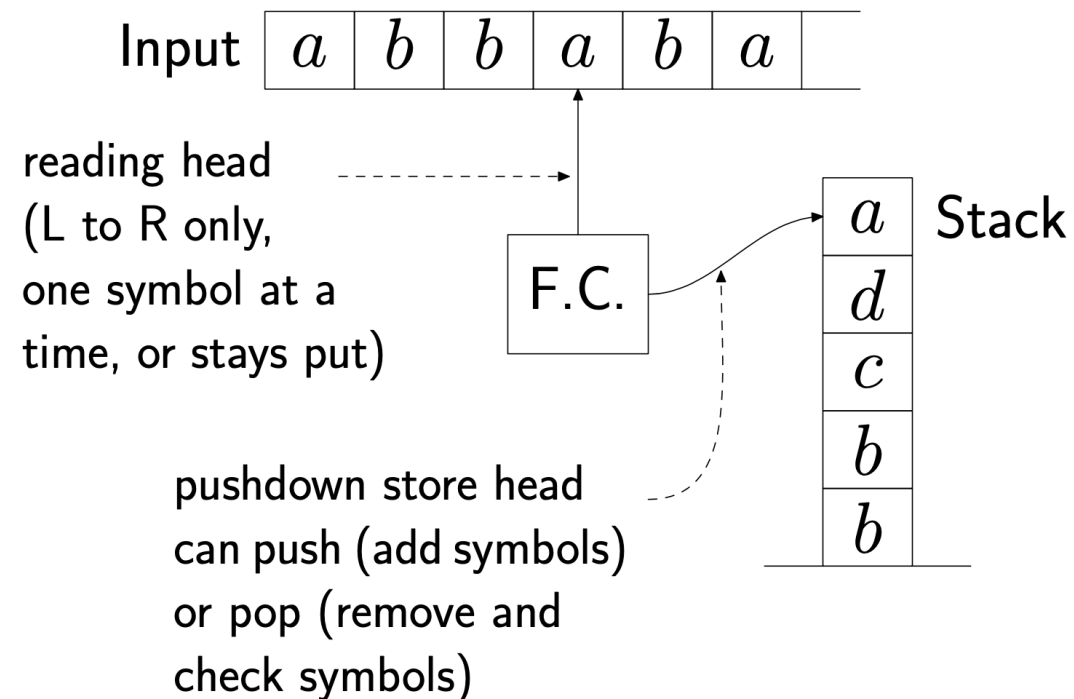 Input a b b a b a
reading head
(L to R only,
one symbol at a
time, or stays put)
F.C.
a Stack
d
c
b
b
pushdown store head
can push (add symbols)
or pop (remove and
check symbols)